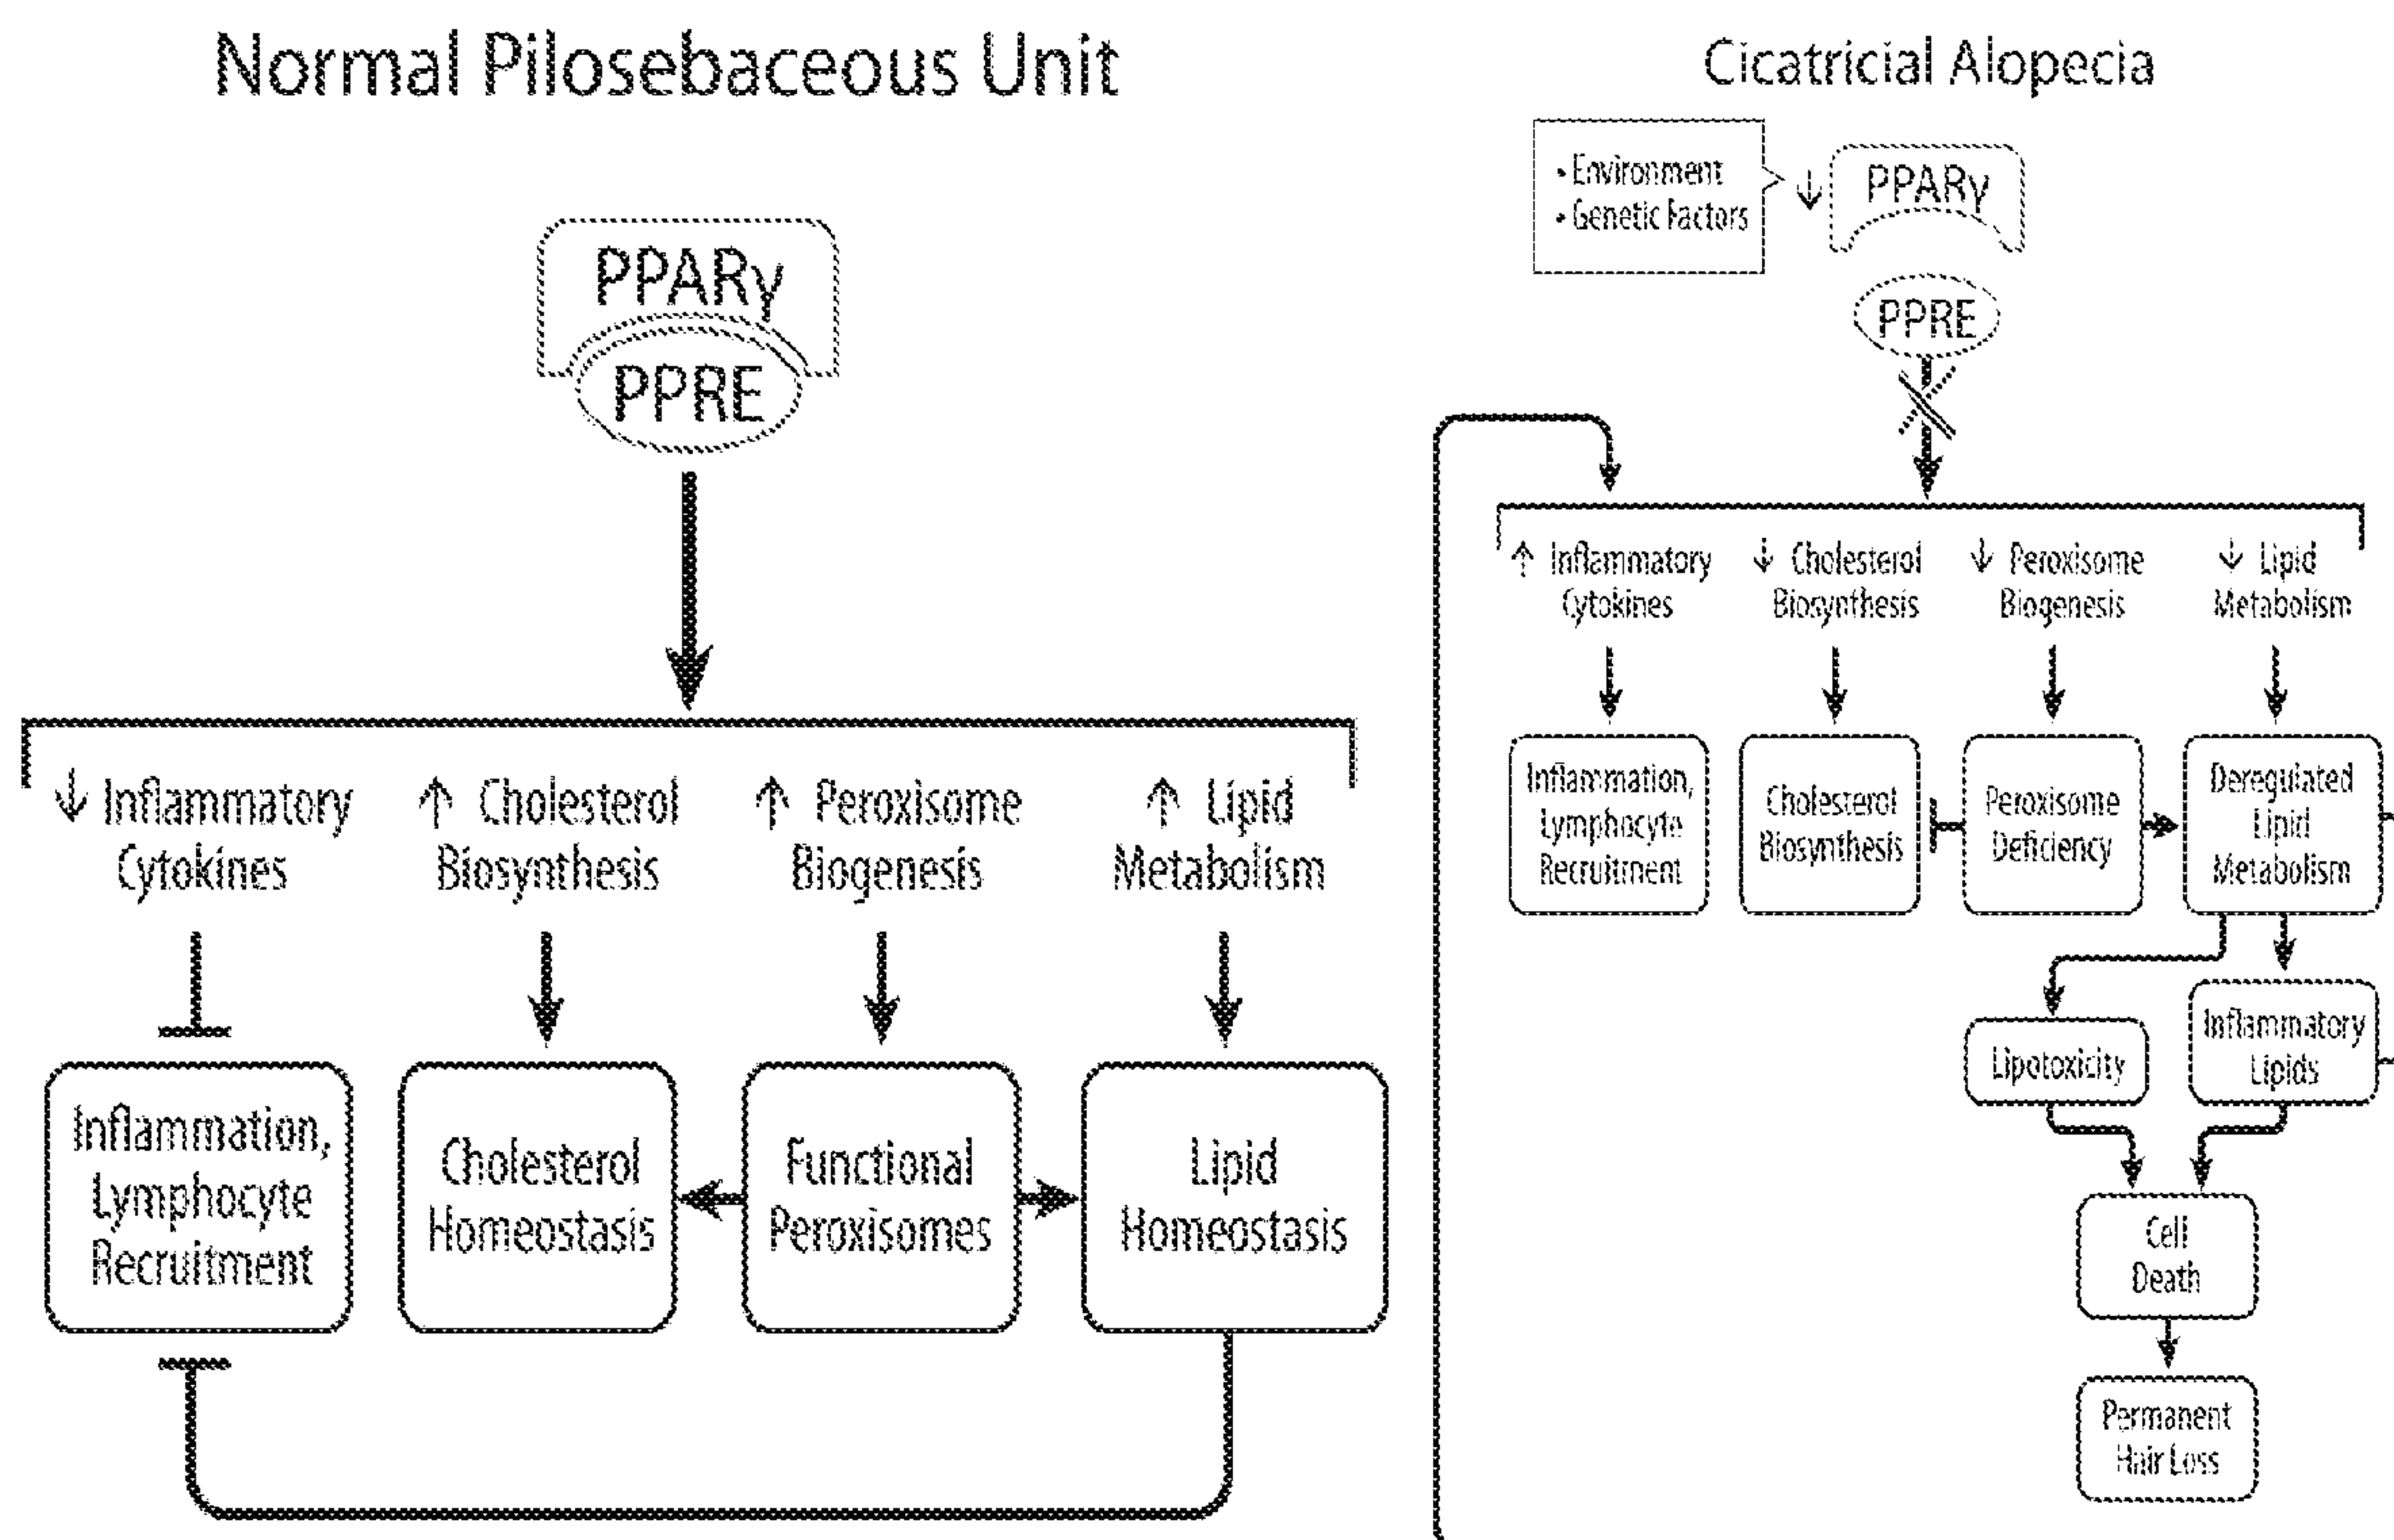 Normal Pilosebaceous Unit
PPARγ
PPRE
↓ Inflammatory
Cytokines
↑ Cholesterol
Biosynthesis
↑ Peroxisome
Biogenesis
↑ Lipid
Metabolism
Inflammation,
Lymphocyte
Recruitment
Cholesterol
Homeostasis
Functional
Peroxisomes
Lipid
Homeostasis
Cicatricial Alopecia
• Environment
• Genetic Factors
↓ PPARγ
PPRE
↑ Inflammatory
Cytokines
↓ Cholesterol
Biosynthesis
↓ Peroxisome
Biogenesis
↓ Lipid
Metabolism
Inflammation,
Lymphocyte
Recruitment
Cholesterol
Biosynthesis
Peroxisome
Deficiency
Deregulated
Lipid
Metabolism
Lipotoxicity
Inflammatory
Lipids
Cell
Death
Permanent
Hair Loss